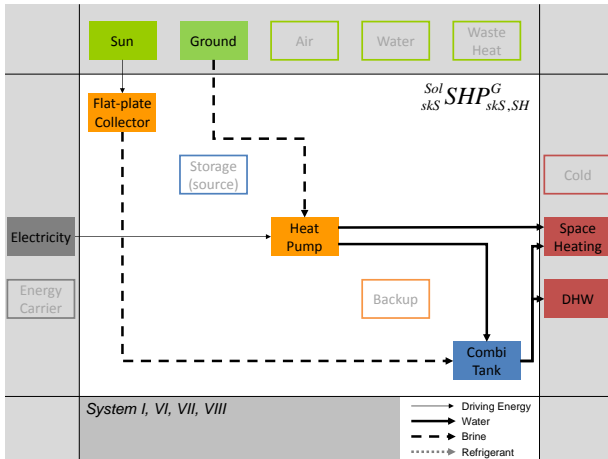 Sun
Ground
Air
Water
Waste
Heat
Flat-plate
Collector
Sol
skS SHP G
skS,SH
Storage
(source)
Cold
Electricity
Heat
Pump
Space
Heating
Energy
Carrier
Backup
DHW
Combi
Tank
System I, VI, VII, VIII
Driving Energy
Water
Brine
Refrigerant